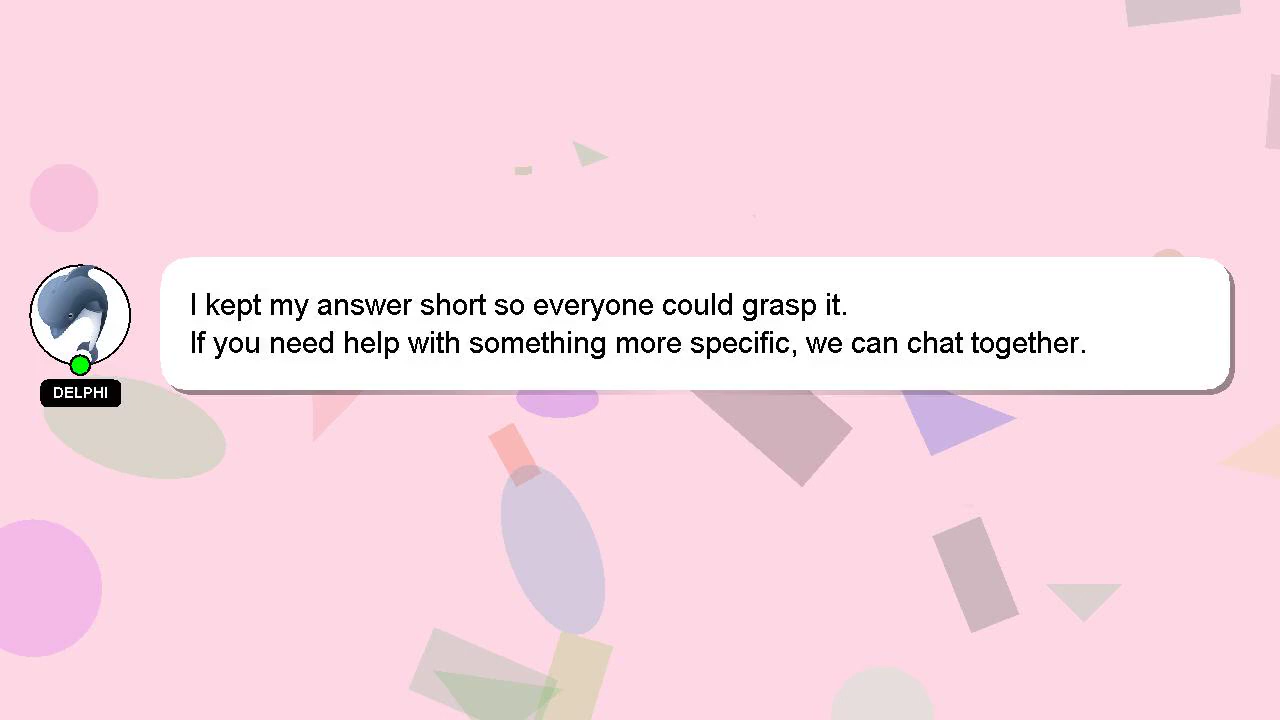 I kept my answer short so everyone could grasp it.
If you need help with something more specific, we can chat together.
DELPHI